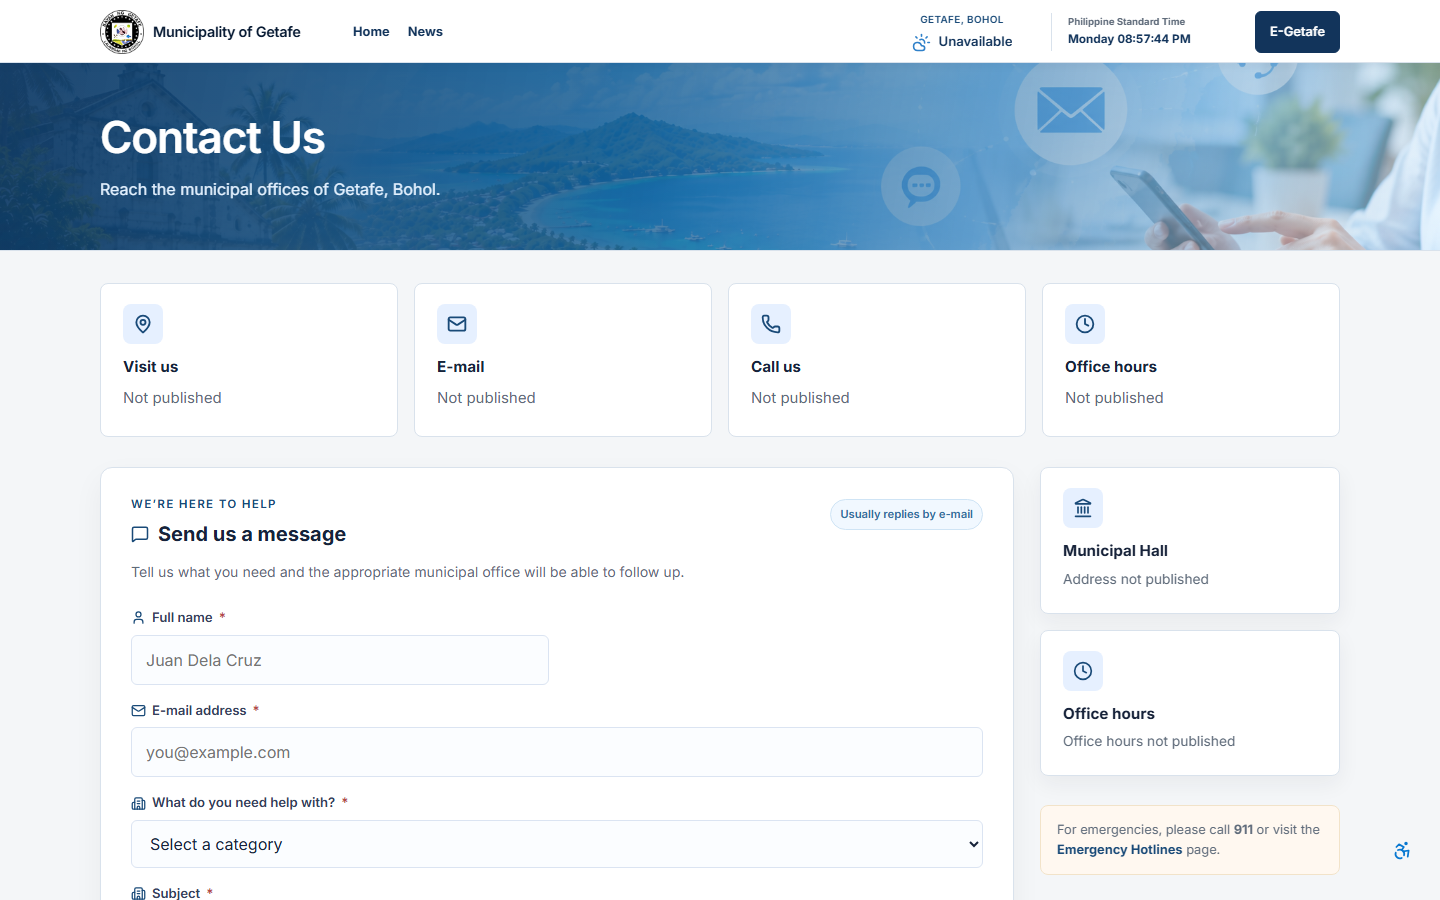 Municipality of Getafe
Home
News
GETAFE, BOHOL
Unavailable
Philippine Standard Time
Monday 08:57:44 PM
E-Getafe
Contact Us
Reach the municipal offices of Getafe, Bohol.
Visit us
Not published
E-mail
Not published
Call us
Not published
Office hours
Not published
WE'RE HERE TO HELP
Send us a message
Usually replies by e-mail
Tell us what you need and the appropriate municipal office will be able to follow up.
Full name *
Juan Dela Cruz
E-mail address *
you@example.com
What do you need help with? *
Select a category
Subject *
Municipal Hall
Address not published
Office hours
Office hours not published
For emergencies, please call 911 or visit the
Emergency Hotlines page.